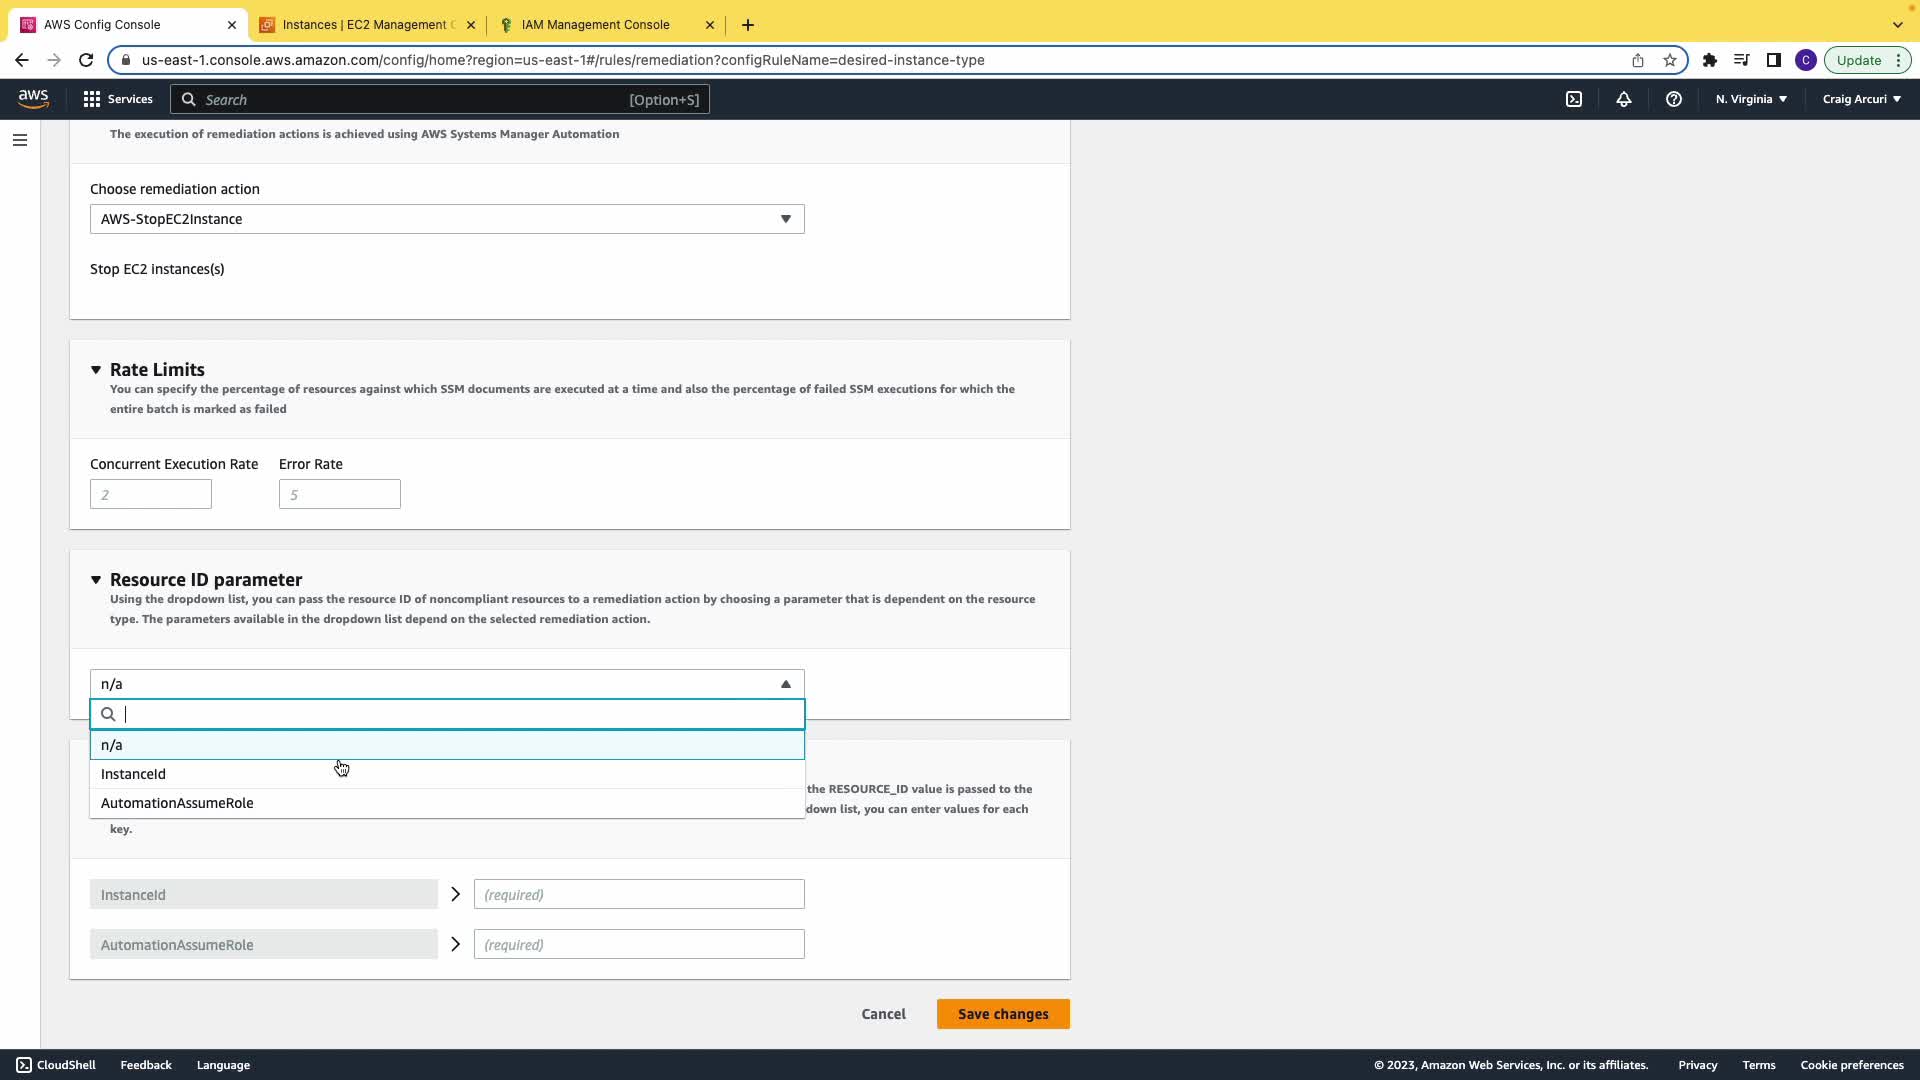 AWS Config Console
Instances | EC2 Management C
IAM Management Console
us-east-1.console.aws.amazon.com/config/home?region=us-east-1#/rules/remediation?configRuleName=desired-instance-type
C
Update
aws
Services
Search
[Option+S]
N. Virginia
Craig Arcuri
The execution of remediation actions is achieved using AWS Systems Manager Automation
Choose remediation action
AWS-StopEC2Instance
Stop EC2 instances(s)
Rate Limits
You can specify the percentage of resources against which SSM documents are executed at a time and also the percentage of failed SSM executions for which the
entire batch is marked as failed
Concurrent Execution Rate
Error Rate
2
5
Resource ID parameter
Using the dropdown list, you can pass the resource ID of noncompliant resources to a remediation action by choosing a parameter that is dependent on the resource
type. The parameters available in the dropdown list depend on the selected remediation action.
n/a
n/a
InstanceId
AutomationAssumeRole
the RESOURCE_ID value is passed to the
down list, you can enter values for each
key.
InstanceId
(required)
AutomationAssumeRole
(required)
Cancel
Save changes
CloudShell
Feedback
Language
© 2023, Amazon Web Services, Inc. or its affiliates.
Privacy
Terms
Cookie preferences